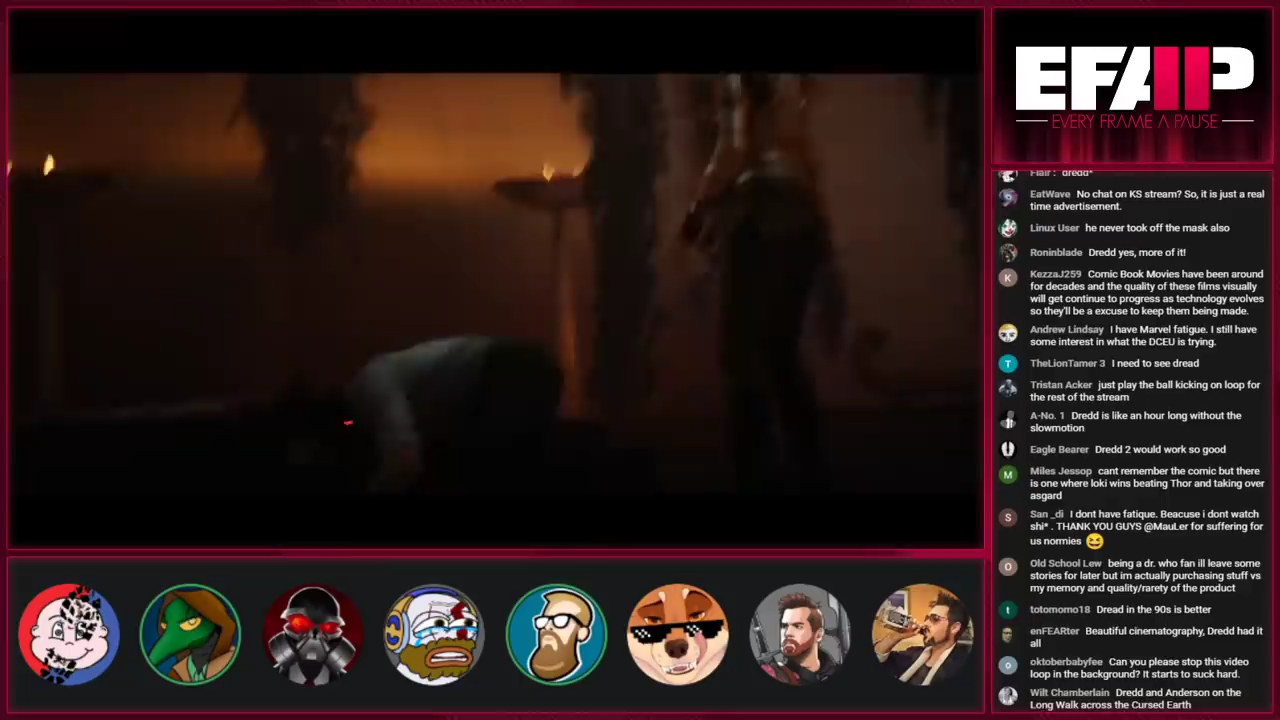 EFAP
EVERY FRAME A PAUSE
Flair : dredd*
EatWave No chat on KS stream? So, it is just a real
time advertisement.
Linux User he never took off the mask also
Roninblade Dredd yes, more of it!
K
KezzaJ259 Comic Book Movies have been around
for decades and the quality of these films visually
will get continue to progress as technology evolves
so they'll be a excuse to keep them being made.
Andrew Lindsay I have Marvel fatigue. I still have
some interest in what the DCEU is trying.
T
TheLionTamer 3 I need to see dread
Tristan Acker just play the ball kicking on loop for
the rest of the stream
A-No. 1 Dredd is like an hour long without the
slowmotion
Eagle Bearer Dredd 2 would work so good
M
Miles Jessop cant remember the comic but there
is one where loki wins beating Thor and taking over
asgard
S
San _di I dont have fatique. Beacuse i dont watch
shi* . THANK YOU GUYS @MauLer for suffering for
us normies
O
Old School Lew being a dr. who fan ill leave some
stories for later but im actually purchasing stuff vs
my memory and quality/rarety of the product
t
totomomo18 Dread in the 90s is better
enFEARter Beautiful cinematography, Dredd had it
all
o
oktoberbabyfee Can you please stop this video
loop in the background? It starts to suck hard.
Wilt Chamberlain Dredd and Anderson on the
Long Walk across the Cursed Earth